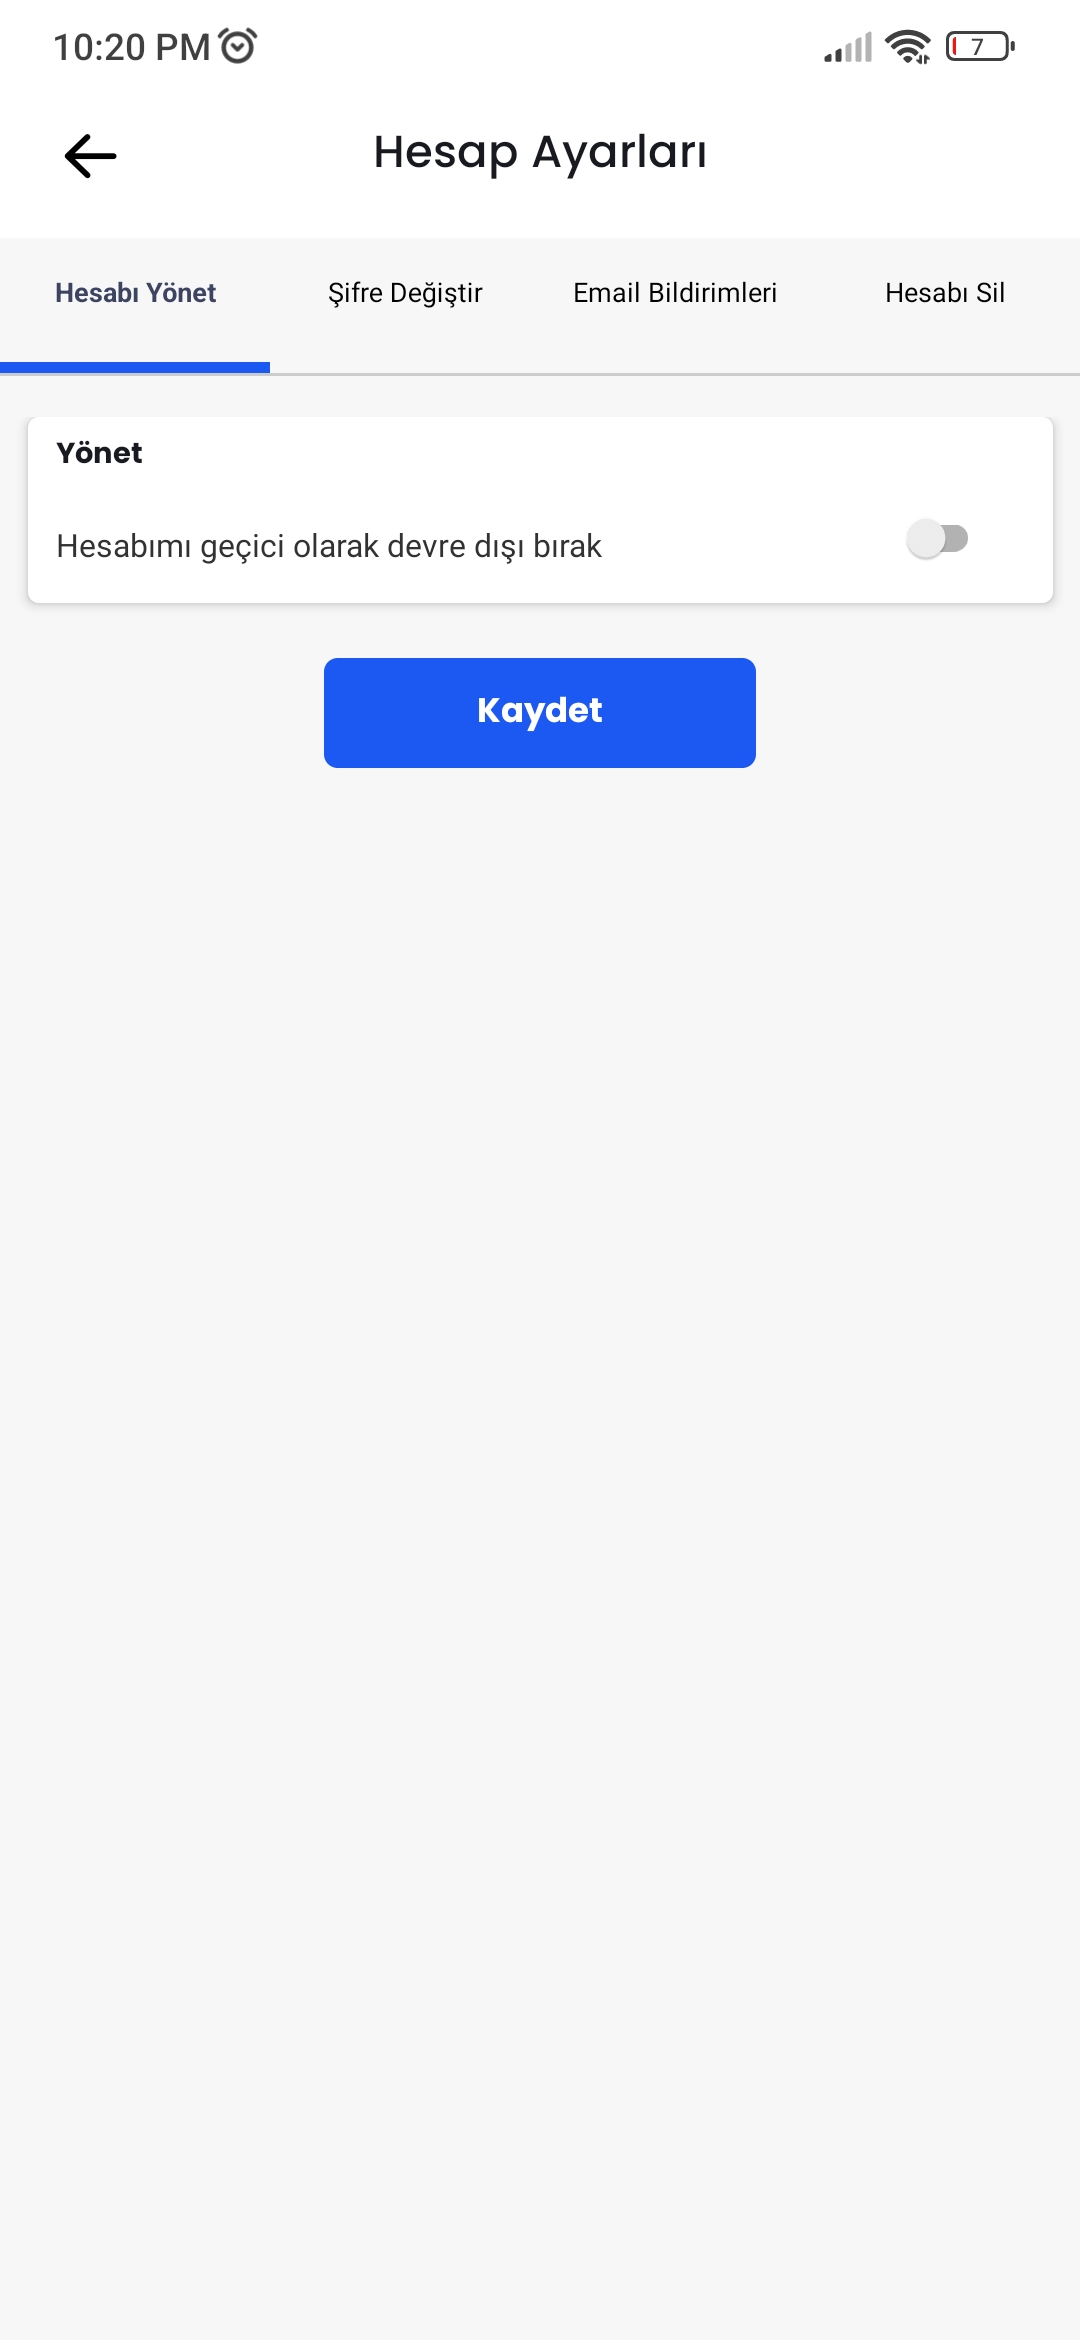 10:20 PM
7
Hesap Ayarları
Hesabı Yönet
Şifre Değiştir
Email Bildirimleri
Hesabı Sil
Yönet
Hesabımı geçici olarak devre dışı bırak
Kaydet